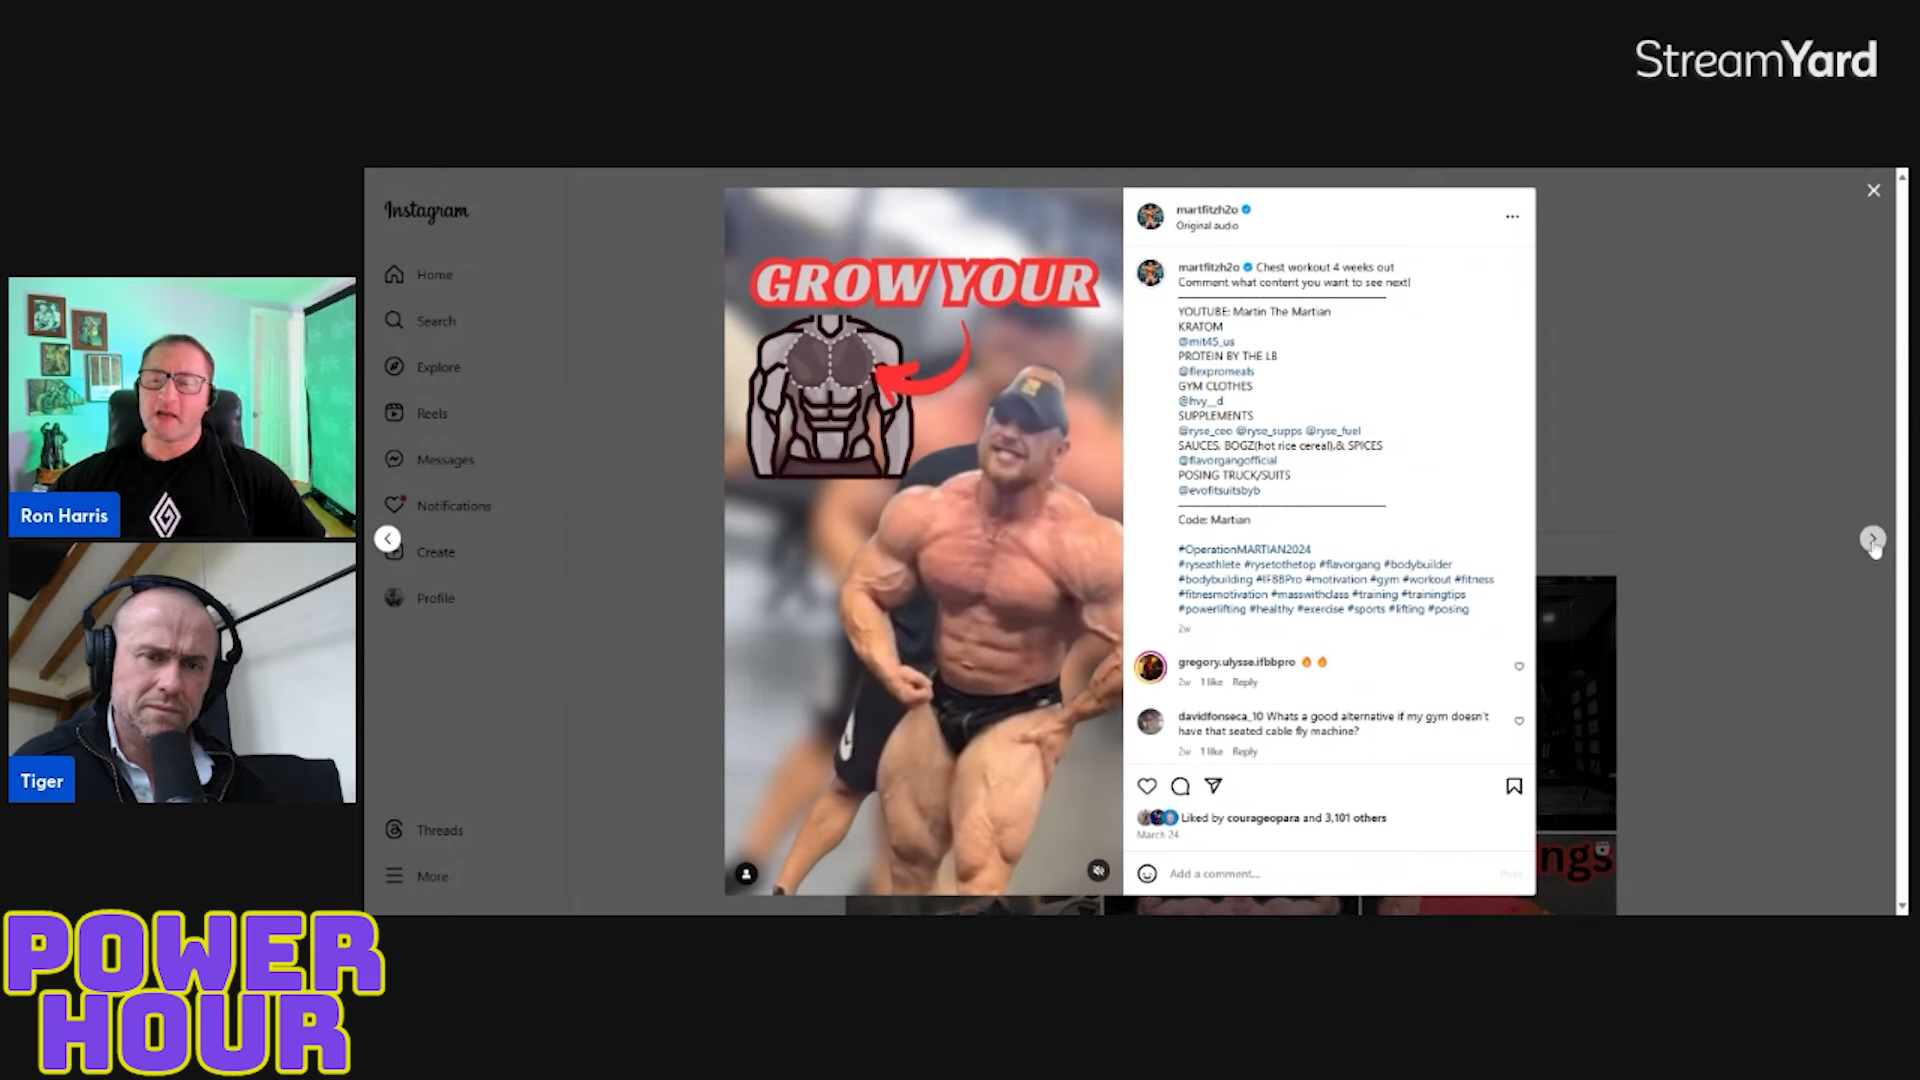 StreamYard
Instagram
Home
Search
Explore
Reels
Messages
Notifications
Create
Profile
Threads
More
Ron Harris
Tiger
POWER
HOUR
GROW YOUR
martfitzh2o
Original audio
martfitzh2o Chest workout 4 weeks out
Comment what content you want to see next!
YOUTUBE: Martin The Martian
KRATOM
@mit45_us
PROTEIN BY THE LB
@flexpromeals
GYM CLOTHES
@hvy__d
SUPPLEMENTS
@ryse_ceo @ryse_supps @ryse_fuel
SAUCES, BOGZ(hot rice cereal),& SPICES
@flavorgangofficial
POSING TRUCK/SUITS
@evofitsuitsbyb
Code: Martian
#OperationMARTIAN2024
#ryseathlete #rysetothetop #flavorgang #bodybuilder
#bodybuilding #IFBBPro #motivation #gym #workout #fitness
#fitnesmotivation #masswithclass #training #trainingtips
#powerlifting #healthy #exercise #sports #lifting #posing
2w
gregory.ulysse.ifbbpro 🔥🔥
2w 1 like Reply
davidfonseca_10 Whats a good alternative if my gym doesn't
have that seated cable fly machine?
2w 1 like Reply
Liked by courageopara and 3,101 others
March 24
Add a comment...
Post
ngs